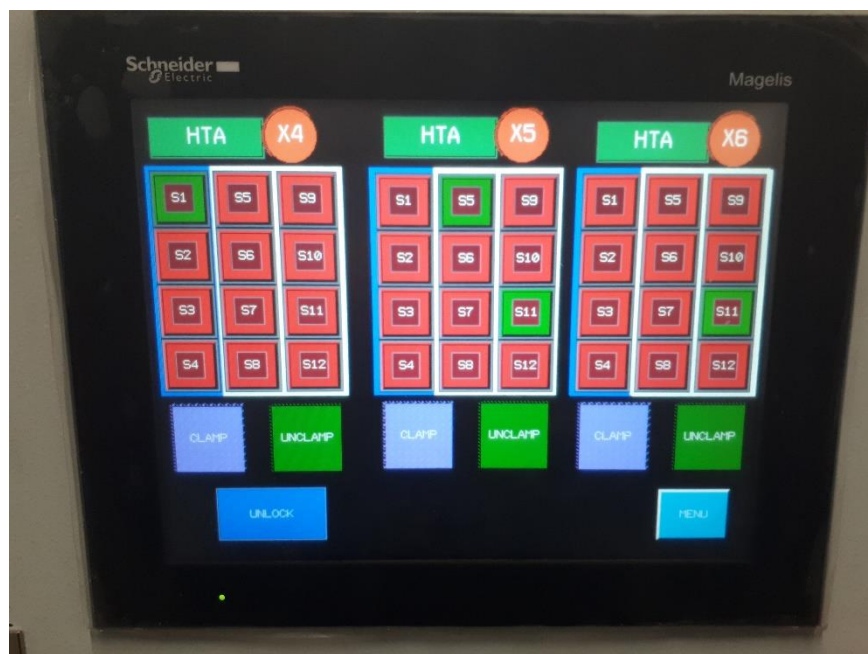 Schneider
Electric
Magelis
HTA X4 HTA X5 HTA X6
S1 S5 S9 S1 S5 S9 S1 S5 S9
S2 S6 S10 S2 S6 S10 S2 S6 S10
S3 S7 S11 S3 S7 S11 S3 S7 S11
S4 S8 S12 S4 S8 S12 S4 S8 S12
CLAMP UNCLAMP CLAMP UNCLAMP CLAMP UNCLAMP
UNLOCK MENU